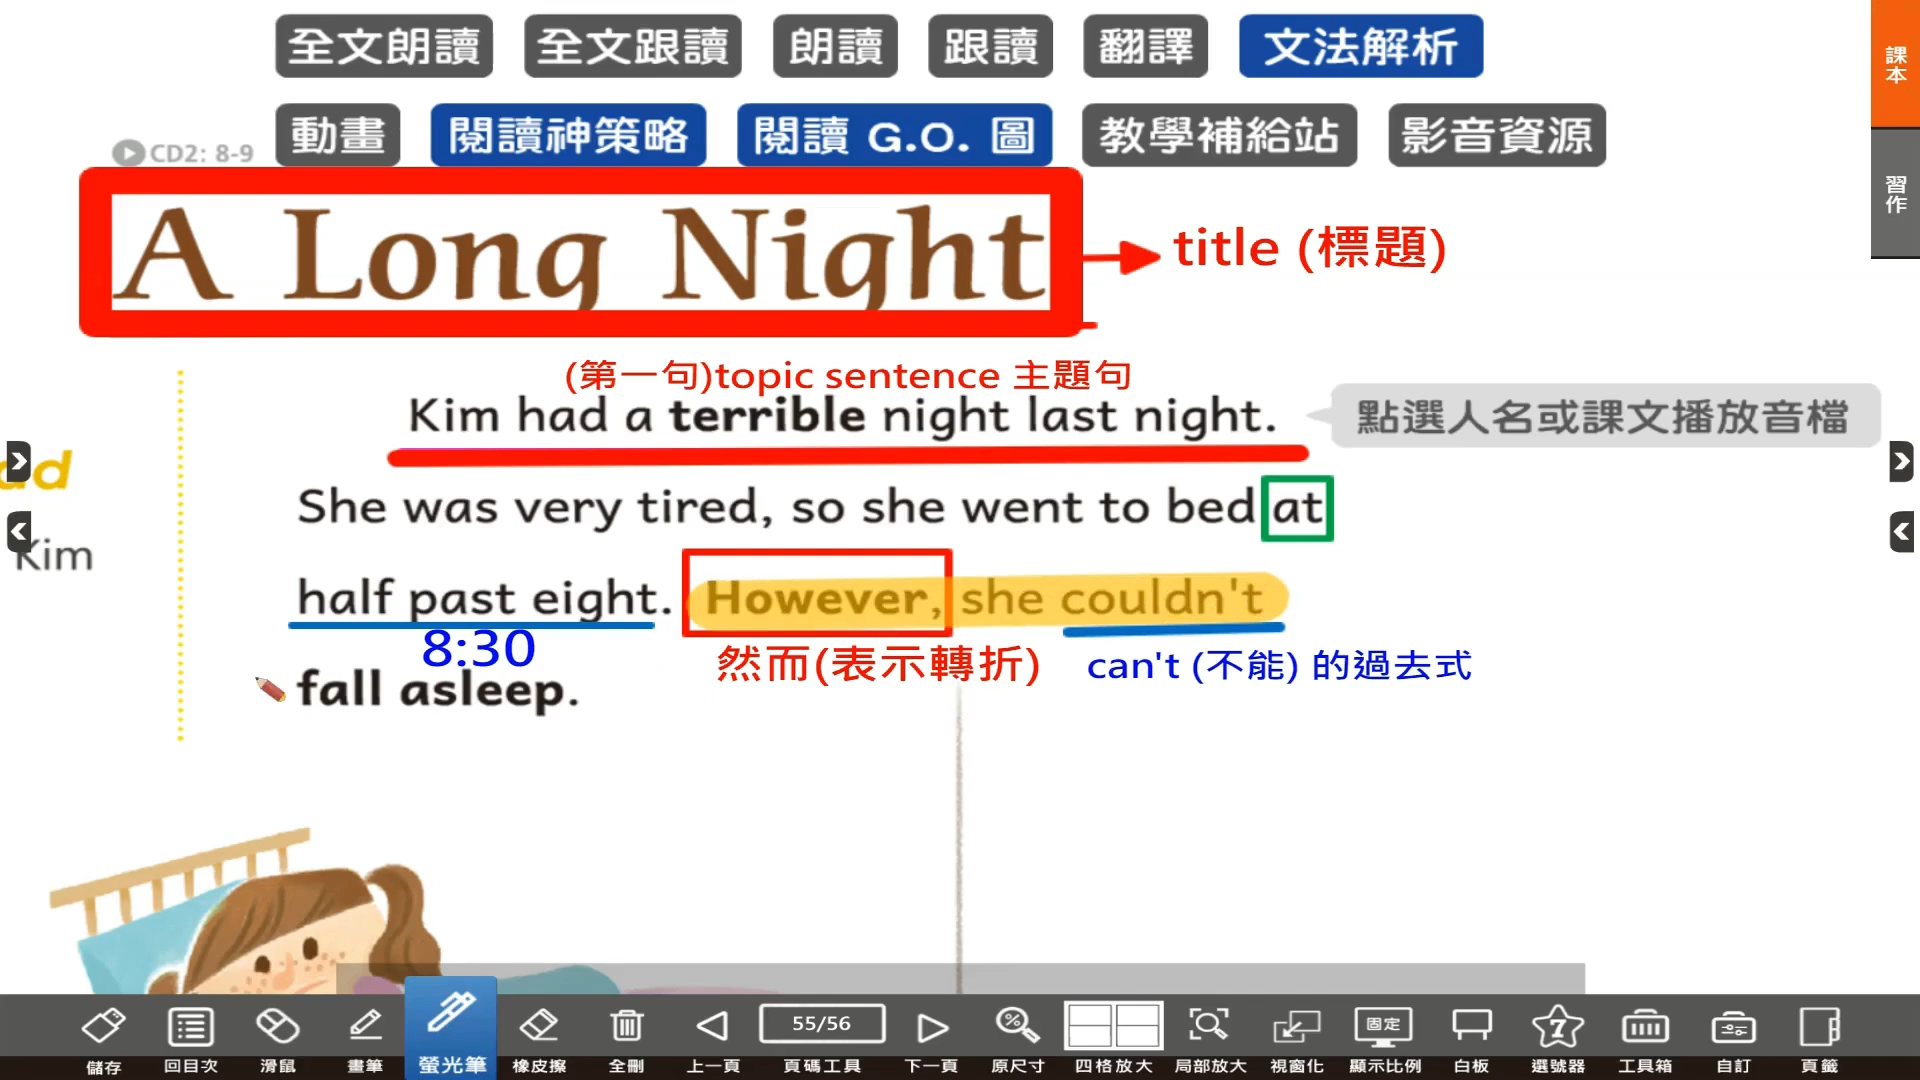 全文朗讀 全文跟讀 朗讀 跟讀 翻譯 文法解析
課本
CD2: 8-9 動畫 閱讀神策略 閱讀 G.O. 圖 教學補給站 影音資源
習作
A Long Night
title (標題)
(第一句)topic sentence 主題句
Kim had a terrible night last night.
點選人名或課文播放音檔
She was very tired, so she went to bed at
Kim
half past eight. However, she couldn't
8:30
然而(表示轉折)
can't (不能) 的過去式
fall asleep.
55/56 固定 7
儲存 回目次 滑鼠 畫筆 螢光筆 橡皮擦 全刪 上一頁 頁碼工具 下一頁 原尺寸 四格放大 局部放大 視窗化 顯示比例 白板 選號器 工具箱 自訂 頁籤